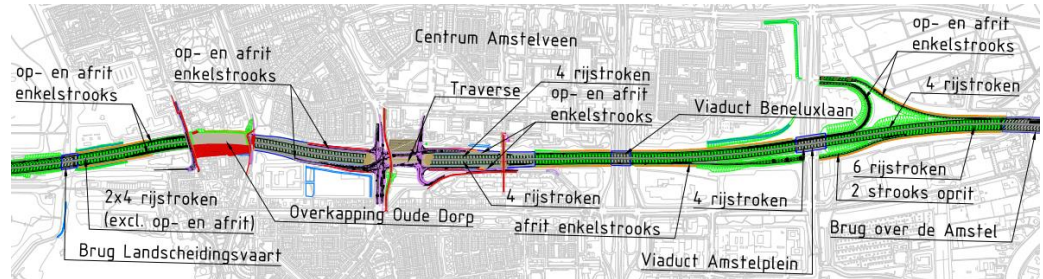 op- en afrit
enkelstrooks
op- en afrit
enkelstrooks
Centrum Amstelveen
Traverse
4 rijstroken
op- en afrit
enkelstrooks
Viaduct Beneluxlaan
op- en afrit
enkelstrooks
4 rijstroken
2x4 rijstroken
(excl. op- en afrit)
Brug Landscheidingsvaart
Overkapping Oude Dorp
4 rijstroken
afrit enkelstrooks
4 rijstroken
Viaduct Amstelplein
6 rijstroken
2 strooks oprit
Brug over de Amstel